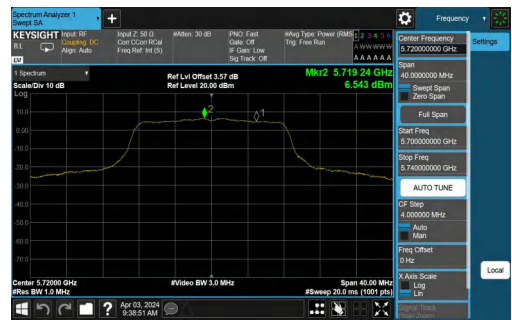 Spectrum Analyzer 1
Swept SA
+
Frequency
KEYSIGHT
Input: RF
Coupling: DC
Align: Auto
Input Z: 50 Ω
Corr CCorr RCal
Freq Ref: Int (S)
#Atten: 30 dB
PNO: Fast
Gate: Off
IF Gain: Low
Sig Track: Off
#Avg Type: Power (RMS
Trig: Free Run
1 2 3 4 5 6
A W W W W W
A A A A A A
LV
1 Spectrum
Scale/Div 10 dB
Log
Ref Lvl Offset 3.57 dB
Ref Level 20.00 dBm
Mkr2 5.719 24 GHz
6.543 dBm
2
1
10.0
0.00
-10.0
-20.0
-30.0
-40.0
-50.0
-60.0
-70.0
Center 5.72000 GHz
#Res BW 1.0 MHz
#Video BW 3.0 MHz
Span 40.00 MHz
#Sweep 20.0 ms (1001 pts)
Center Frequency
5.720000000 GHz
Settings
Span
40.0000000 MHz
Swept Span
Zero Span
Full Span
Start Freq
5.700000000 GHz
Stop Freq
5.740000000 GHz
AUTO TUNE
CF Step
4.000000 MHz
Auto
Man
Freq Offset
0 Hz
X Axis Scale
Log
Lin
Local
Signal Track
?
Apr 03, 2024
9:38:51 AM